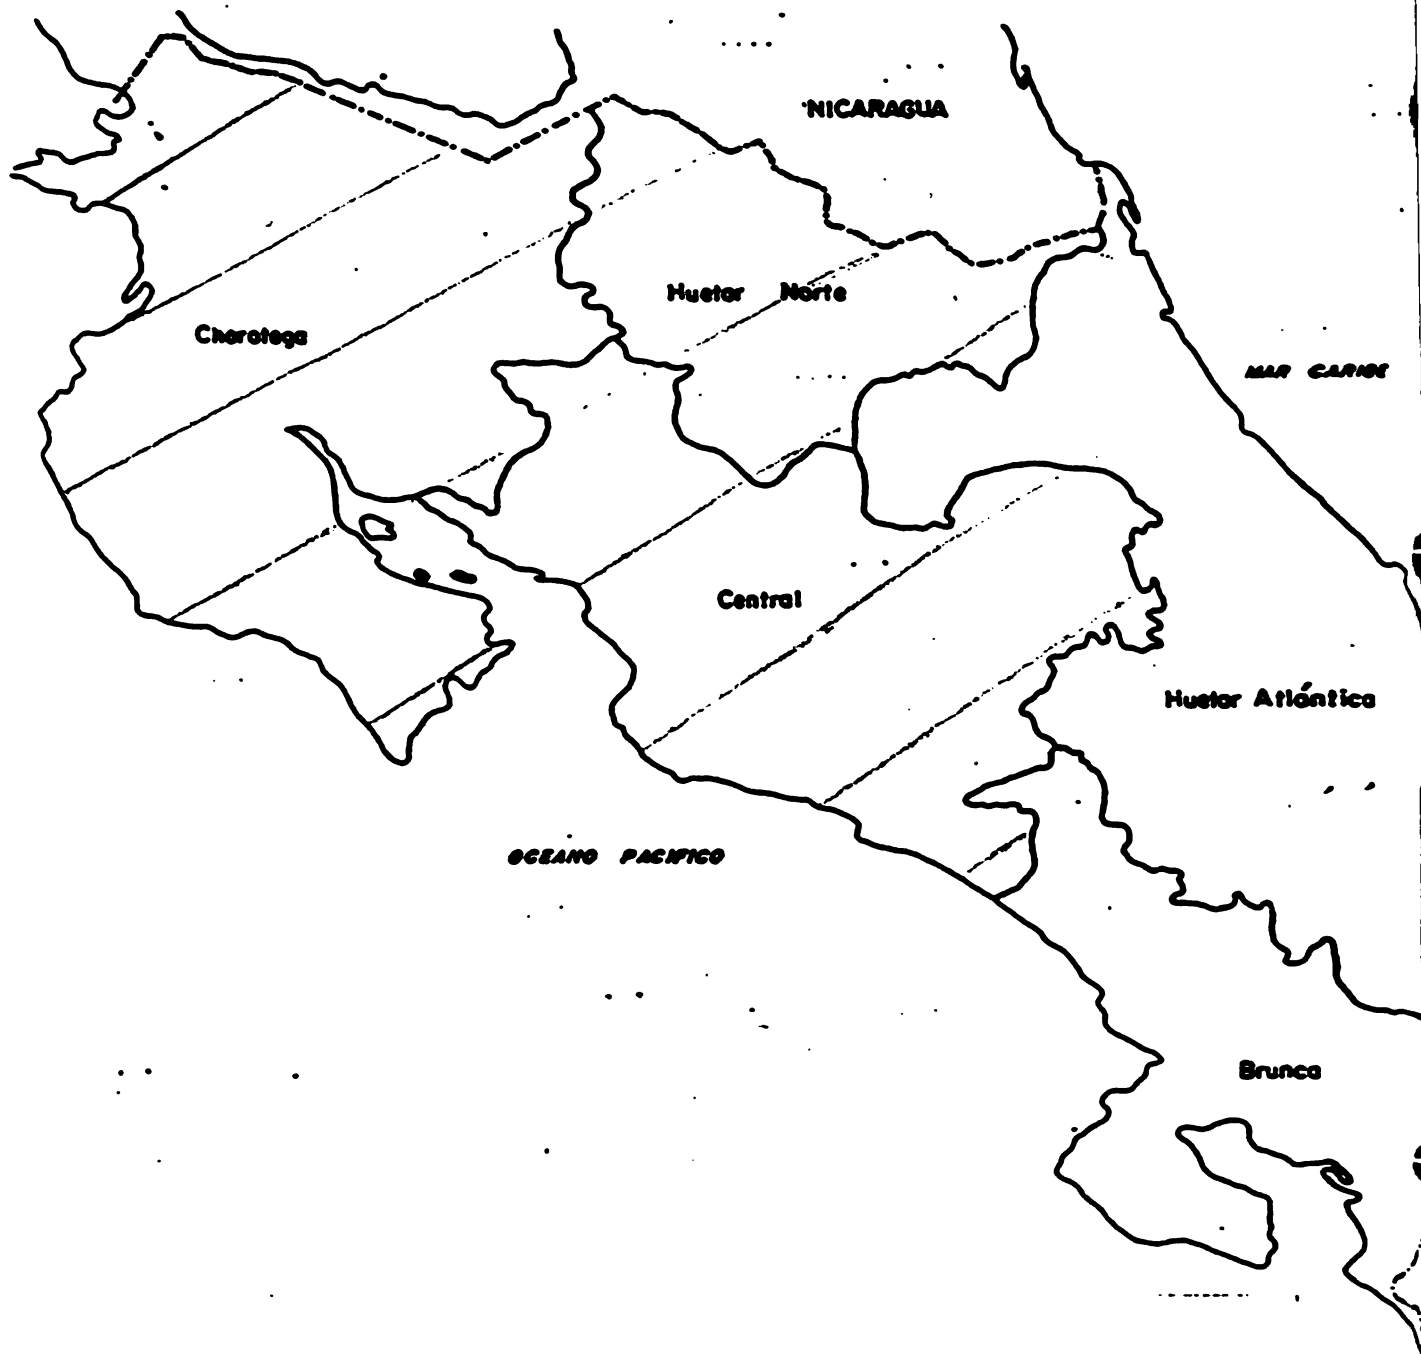 NICARAGUA
Huetar Norte
Chorotega
MAR CARIBE
Central
Huetar Atlántica
OCEANO PACIFICO
Brunca